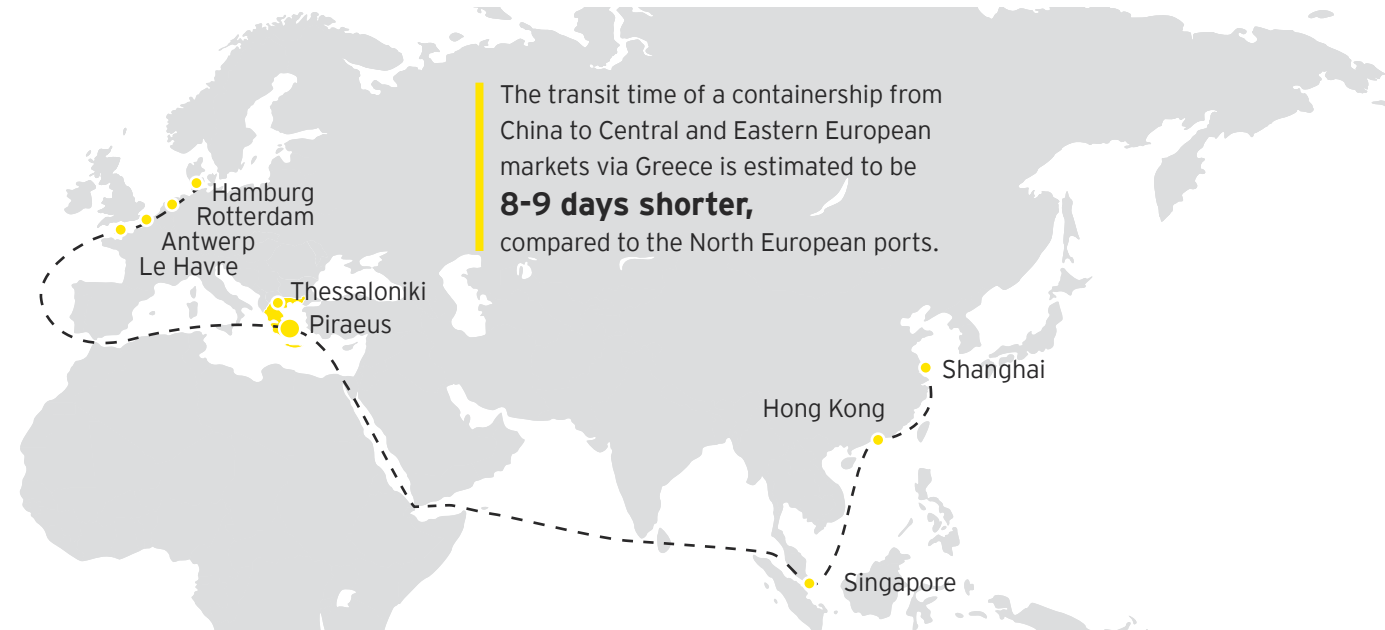 The transit time of a containership from
China to Central and Eastern European
markets via Greece is estimated to be
8-9 days shorter,
compared to the North European ports.
Hamburg
Rotterdam
Antwerp
Le Havre
Thessaloniki
Piraeus
Shanghai
Hong Kong
Singapore